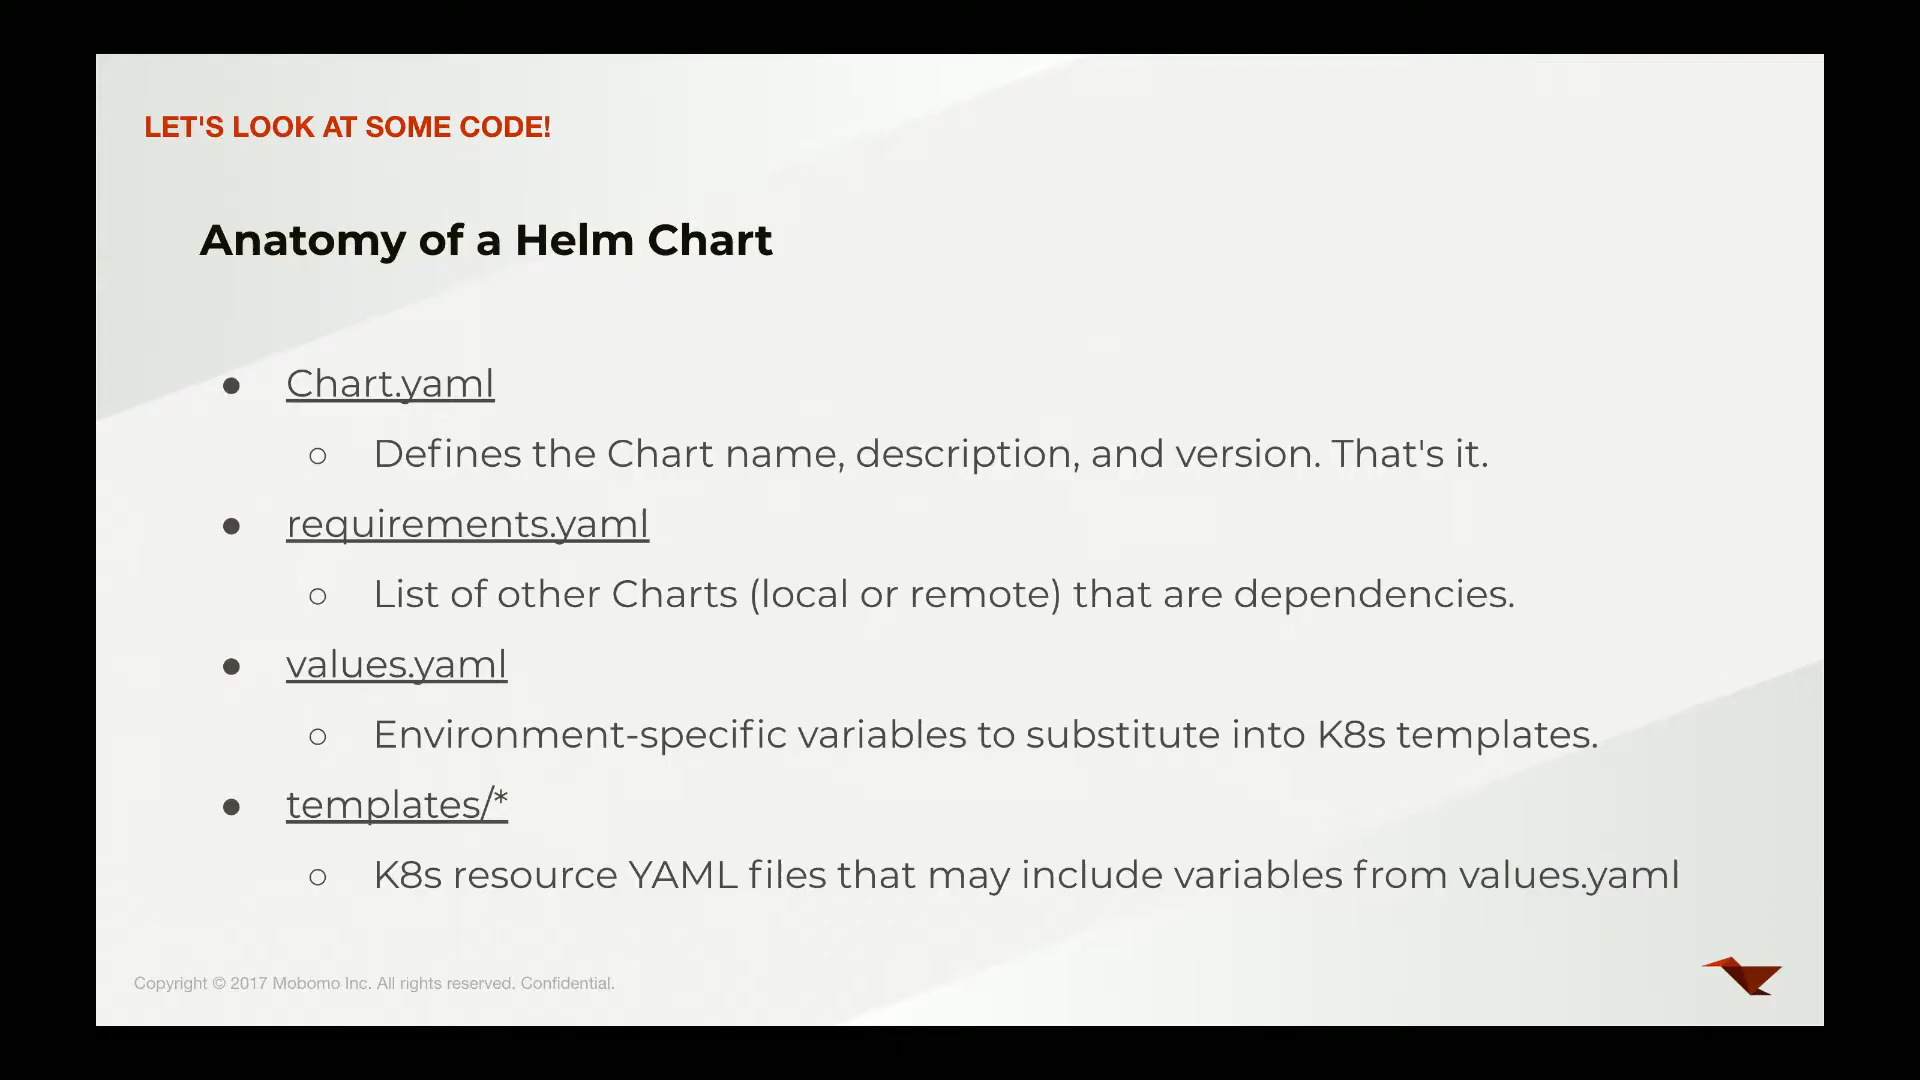 LET'S LOOK AT SOME CODE!
Anatomy of a Helm Chart
● Chart.yaml
○ Defines the Chart name, description, and version. That's it.
● requirements.yaml
○ List of other Charts (local or remote) that are dependencies.
● values.yaml
○ Environment-specific variables to substitute into K8s templates.
● templates/*
○ K8s resource YAML files that may include variables from values.yaml
Copyright © 2017 Mobomo Inc. All rights reserved. Confidential.